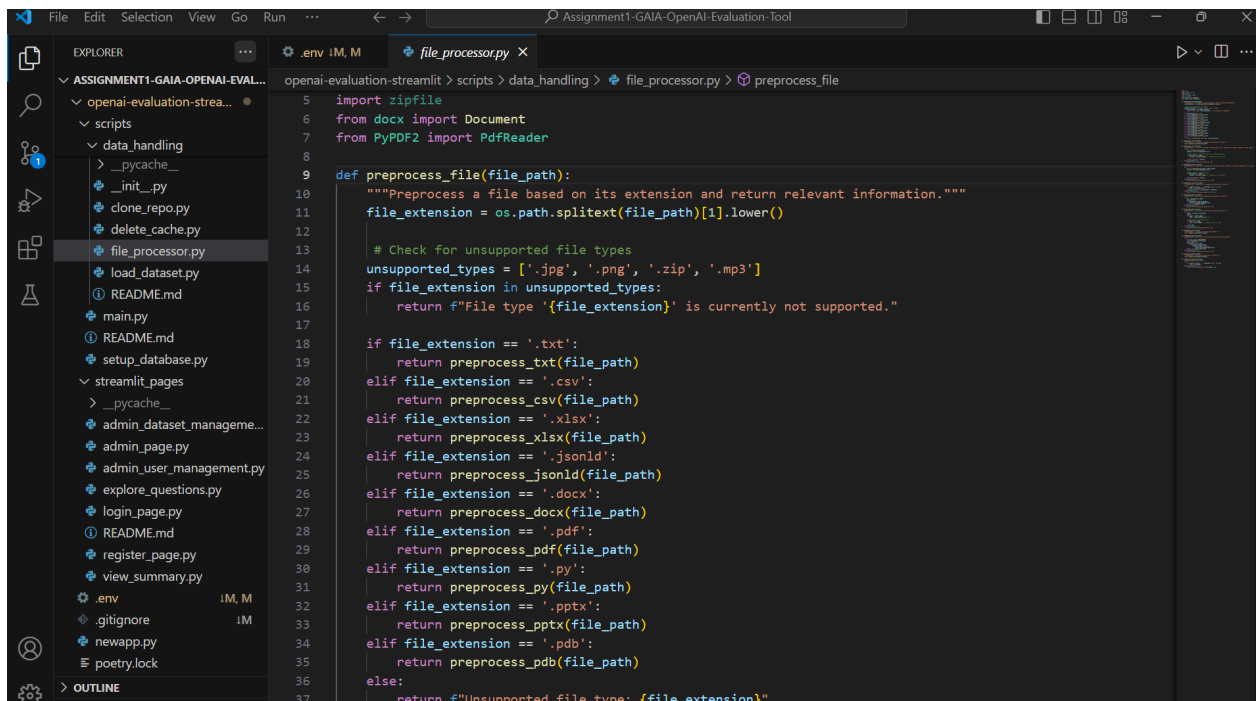 File Edit Selection View Go Run ···
Assignment1-GAIA-OpenAI-Evaluation-Tool
EXPLORER
ASSIGNMENT1-GAIA-OPENAI-EVAL...
openai-evaluation-strea...
scripts
data_handling
__pycache__
__init__.py
clone_repo.py
delete_cache.py
file_processor.py
load_dataset.py
README.md
main.py
README.md
setup_database.py
streamlit_pages
__pycache__
admin_dataset_manageme...
admin_page.py
admin_user_management.py
explore_questions.py
login_page.py
README.md
register_page.py
view_summary.py
.env ↓M, M
.gitignore ↓M
newapp.py
poetry.lock
OUTLINE
1
.env ↓M, M file_processor.py
openai-evaluation-streamlit > scripts > data_handling > file_processor.py > preprocess_file
5 import zipfile
6 from docx import Document
7 from PyPDF2 import PdfReader
8
9 def preprocess_file(file_path):
10 """Preprocess a file based on its extension and return relevant information."""
11 file_extension = os.path.splitext(file_path)[1].lower()
12
13 # Check for unsupported file types
14 unsupported_types = ['.jpg', '.png', '.zip', '.mp3']
15 if file_extension in unsupported_types:
16 return f"File type '{file_extension}' is currently not supported."
17
18 if file_extension == '.txt':
19 return preprocess_txt(file_path)
20 elif file_extension == '.csv':
21 return preprocess_csv(file_path)
22 elif file_extension == '.xlsx':
23 return preprocess_xlsx(file_path)
24 elif file_extension == '.jsonld':
25 return preprocess_jsonld(file_path)
26 elif file_extension == '.docx':
27 return preprocess_docx(file_path)
28 elif file_extension == '.pdf':
29 return preprocess_pdf(file_path)
30 elif file_extension == '.py':
31 return preprocess_py(file_path)
32 elif file_extension == '.pptx':
33 return preprocess_pptx(file_path)
34 elif file_extension == '.pdb':
35 return preprocess_pdb(file_path)
36 else:
37 return f"Unsupported file type: {file_extension}"